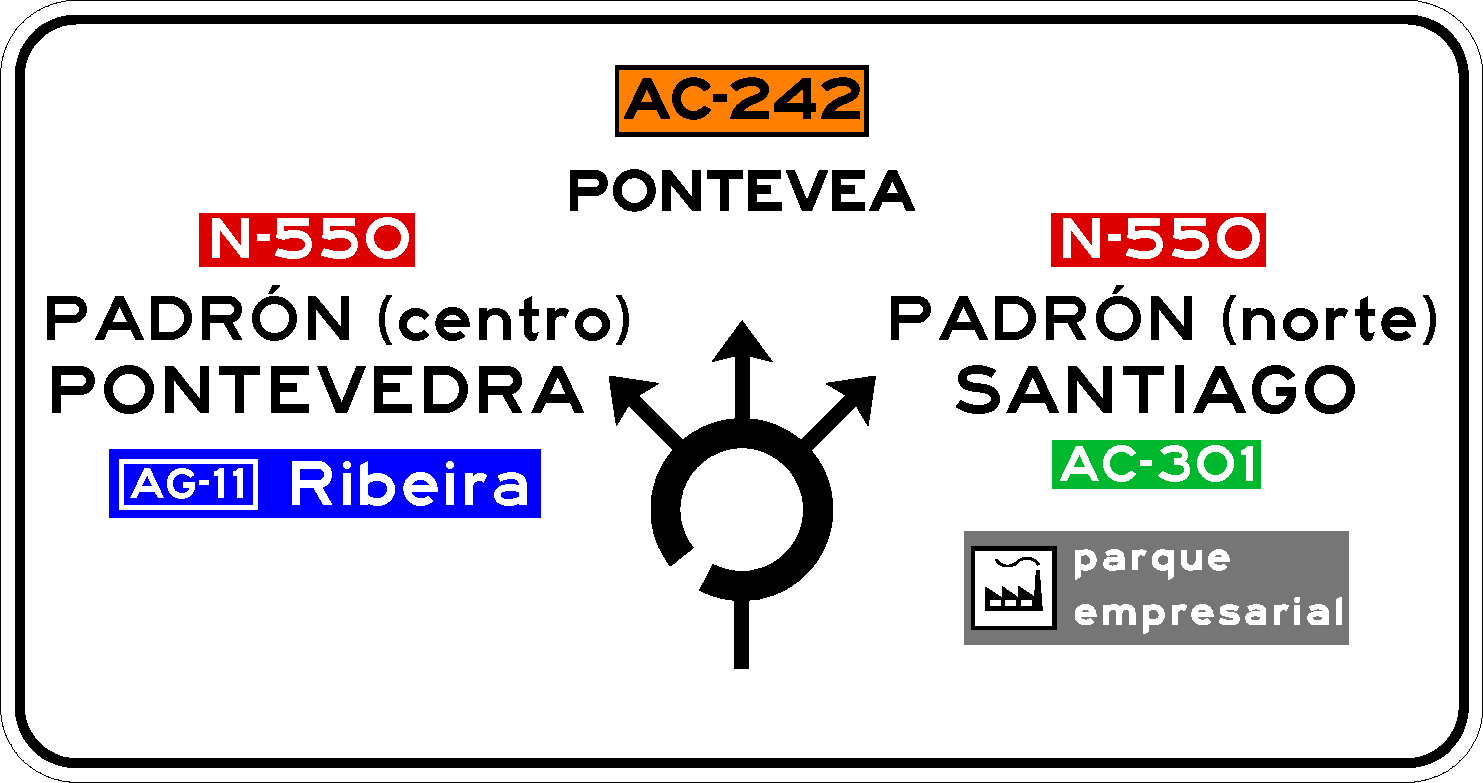 AC-242
PONTEVEA
N-550
PADRÓN (centro)
PONTEVEDRA
AG-11 Ribeira
N-550
PADRÓN (norte)
SANTIAGO
AC-301
parque
empresarial